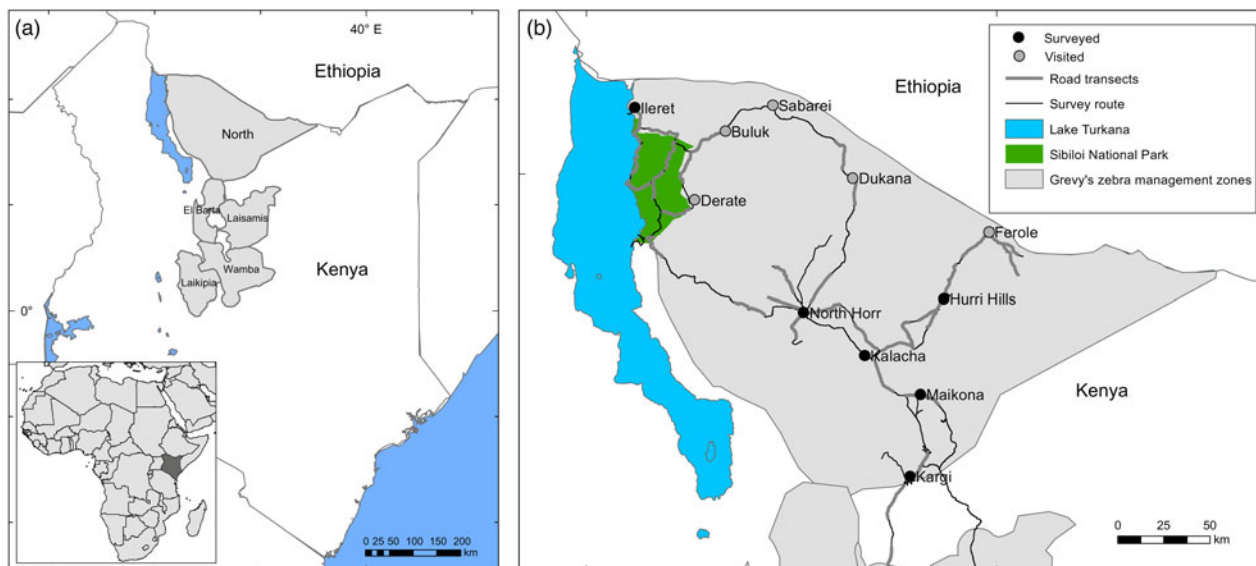 (a)
40° E
Ethiopia
North
El Barta
Laisamis
Wamba
Laikipia
Kenya
0°
0 25 50 100 150 200
km
(b)
Surveyed
Visited
Road transects
Survey route
Lake Turkana
Sibiloi National Park
Grevy's zebra management zones
Ethiopia
Ileret
Sabarei
Buluk
Dukana
Derate
Ferole
Hurri Hills
North Horr
Kalacha
Maikona
Kenya
Kargi
0 25 50
km